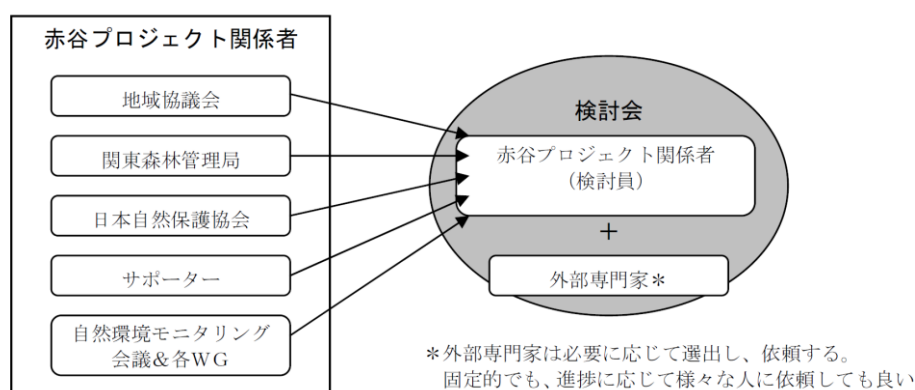 赤谷プロジェクト関係者
地域協議会
関東森林管理局
日本自然保護協会
サポーター
自然環境モニタリング
会議&各WG
検討会
赤谷プロジェクト関係者
（検討員）
+
外部専門家*
*外部専門家は必要に応じて選出し、依頼する。
固定的でも、進捗に応じて様々な人に依頼しても良い